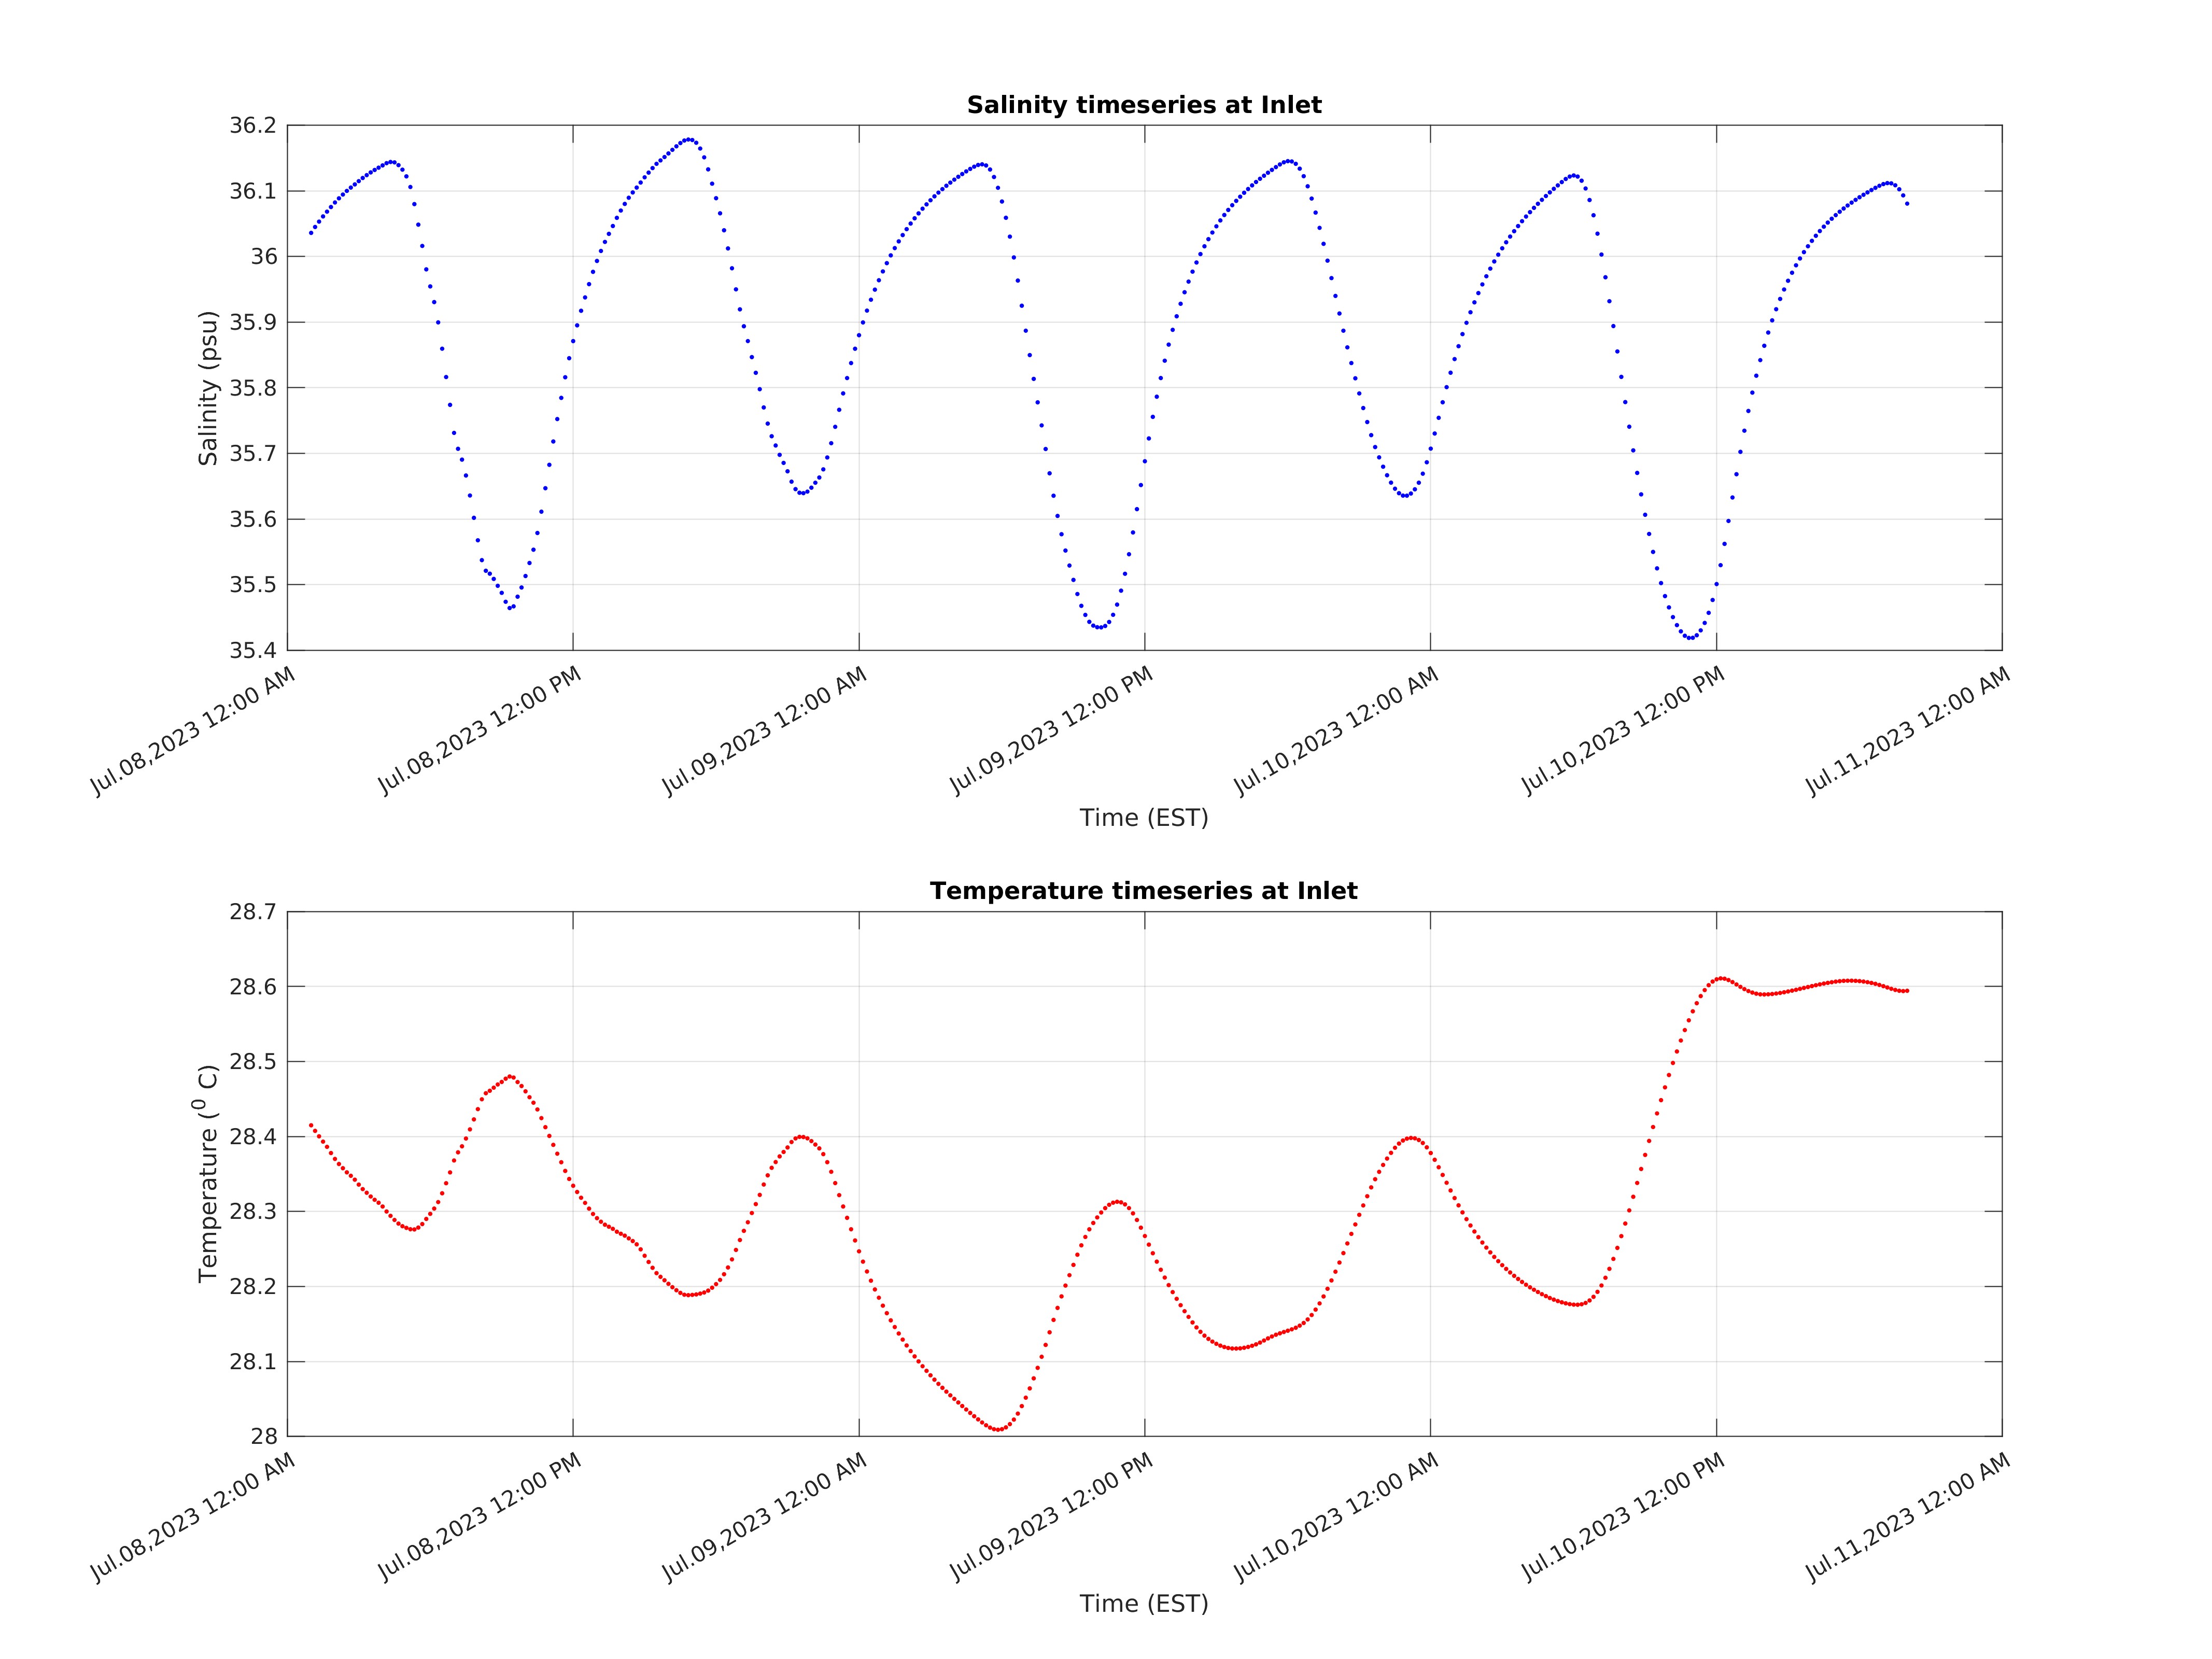 Salinity timeseries at Inlet
Salinity (psu)
36.2
36.1
36
35.9
35.8
35.7
35.6
35.5
35.4
Jul.08,2023 12:00 AM
Jul.08,2023 12:00 PM
Jul.09,2023 12:00 AM
Jul.09,2023 12:00 PM
Jul.10,2023 12:00 AM
Jul.10,2023 12:00 PM
Jul.11,2023 12:00 AM
Time (EST)
Temperature timeseries at Inlet
Temperature (⁰ C)
28.7
28.6
28.5
28.4
28.3
28.2
28.1
28
Jul.08,2023 12:00 AM
Jul.08,2023 12:00 PM
Jul.09,2023 12:00 AM
Jul.09,2023 12:00 PM
Jul.10,2023 12:00 AM
Jul.10,2023 12:00 PM
Jul.11,2023 12:00 AM
Time (EST)